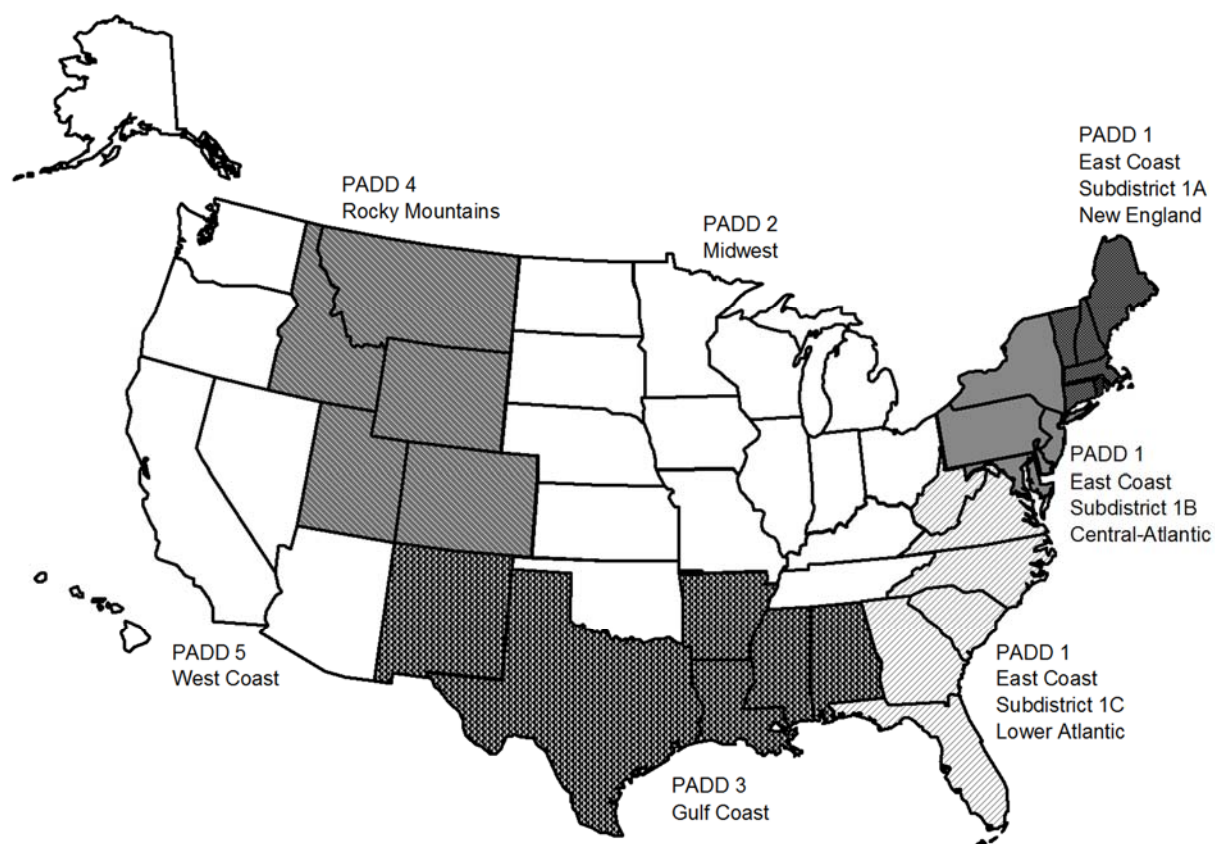 PADD 1
East Coast
Subdistrict 1A
New England
PADD 4
Rocky Mountains
PADD 2
Midwest
PADD 1
East Coast
Subdistrict 1B
Central-Atlantic
PADD 5
West Coast
PADD 1
East Coast
Subdistrict 1C
Lower Atlantic
PADD 3
Gulf Coast